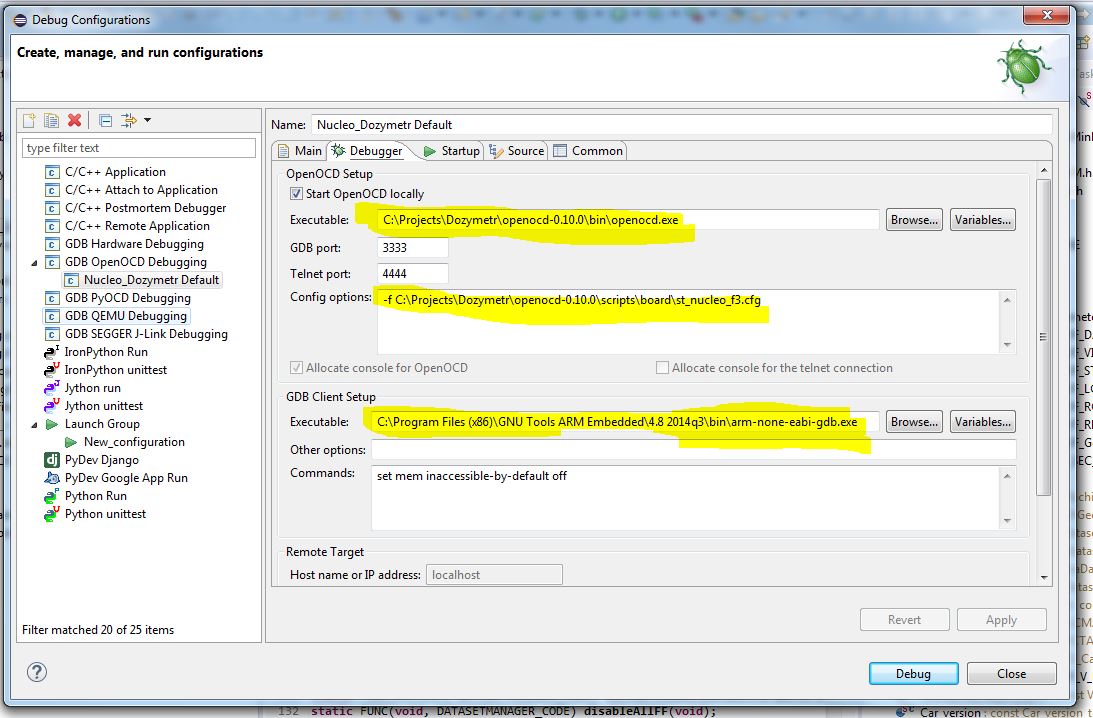 Debug Configurations
Create, manage, and run configurations
type filter text
C/C++ Application
C/C++ Attach to Application
C/C++ Postmortem Debugger
C/C++ Remote Application
GDB Hardware Debugging
GDB OpenOCD Debugging
Nucleo_Dozymetr Default
GDB PyOCD Debugging
GDB QEMU Debugging
GDB SEGGER J-Link Debugging
IronPython Run
IronPython unittest
Jython run
Jython unittest
Launch Group
New_configuration
PyDev Django
PyDev Google App Run
Python Run
Python unittest
Filter matched 20 of 25 items
Name: Nucleo_Dozymetr Default
Main Debugger Startup Source Common
OpenOCD Setup
Start OpenOCD locally
Executable: C:\Projects\Dozymetr\openocd-0.10.0\bin\openocd.exe Browse... Variables...
GDB port: 3333
Telnet port: 4444
Config options: -f C:\Projects\Dozymetr\openocd-0.10.0\scripts\board\st_nucleo_f3.cfg
Allocate console for OpenOCD Allocate console for the telnet connection
GDB Client Setup
Executable: C:\Program Files (x86)\GNU Tools ARM Embedded\4.8 2014q3\bin\arm-none-eabi-gdb.exe Browse... Variables...
Other options:
Commands: set mem inaccessible-by-default off
Remote Target
Host name or IP address: localhost
Revert Apply
Debug Close
132 static FUNC(void, DATASETMANAGER_CODE) disableAllFF(void);
Car version : const Car version t